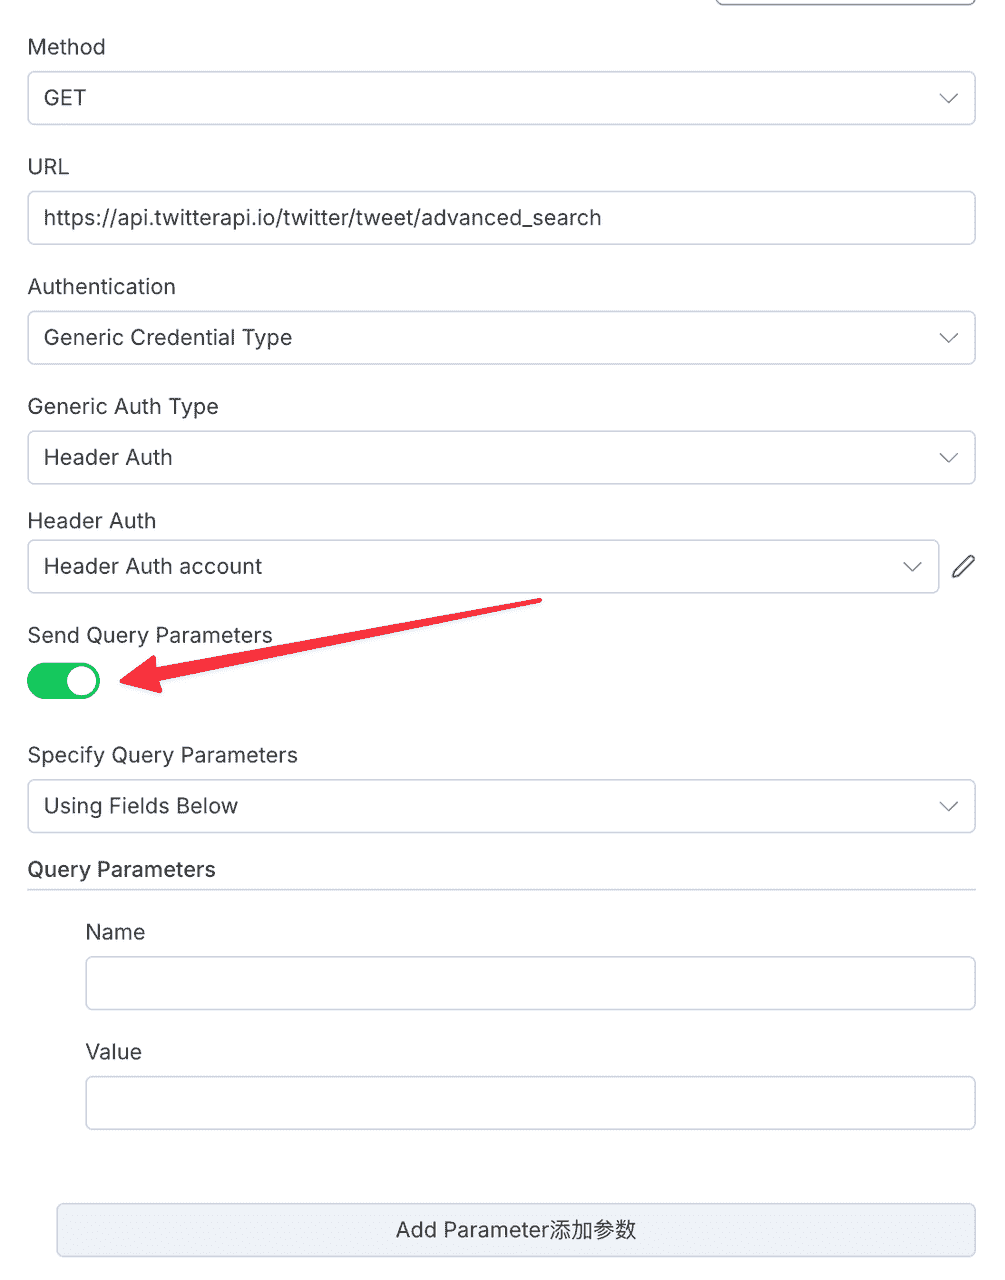 Method
GET
URL
https://api.twitterapi.io/twitter/tweet/advanced_search
Authentication
Generic Credential Type
Generic Auth Type
Header Auth
Header Auth
Header Auth account
Send Query Parameters
Specify Query Parameters
Using Fields Below
Query Parameters
Name
Value
Add Parameter添加参数